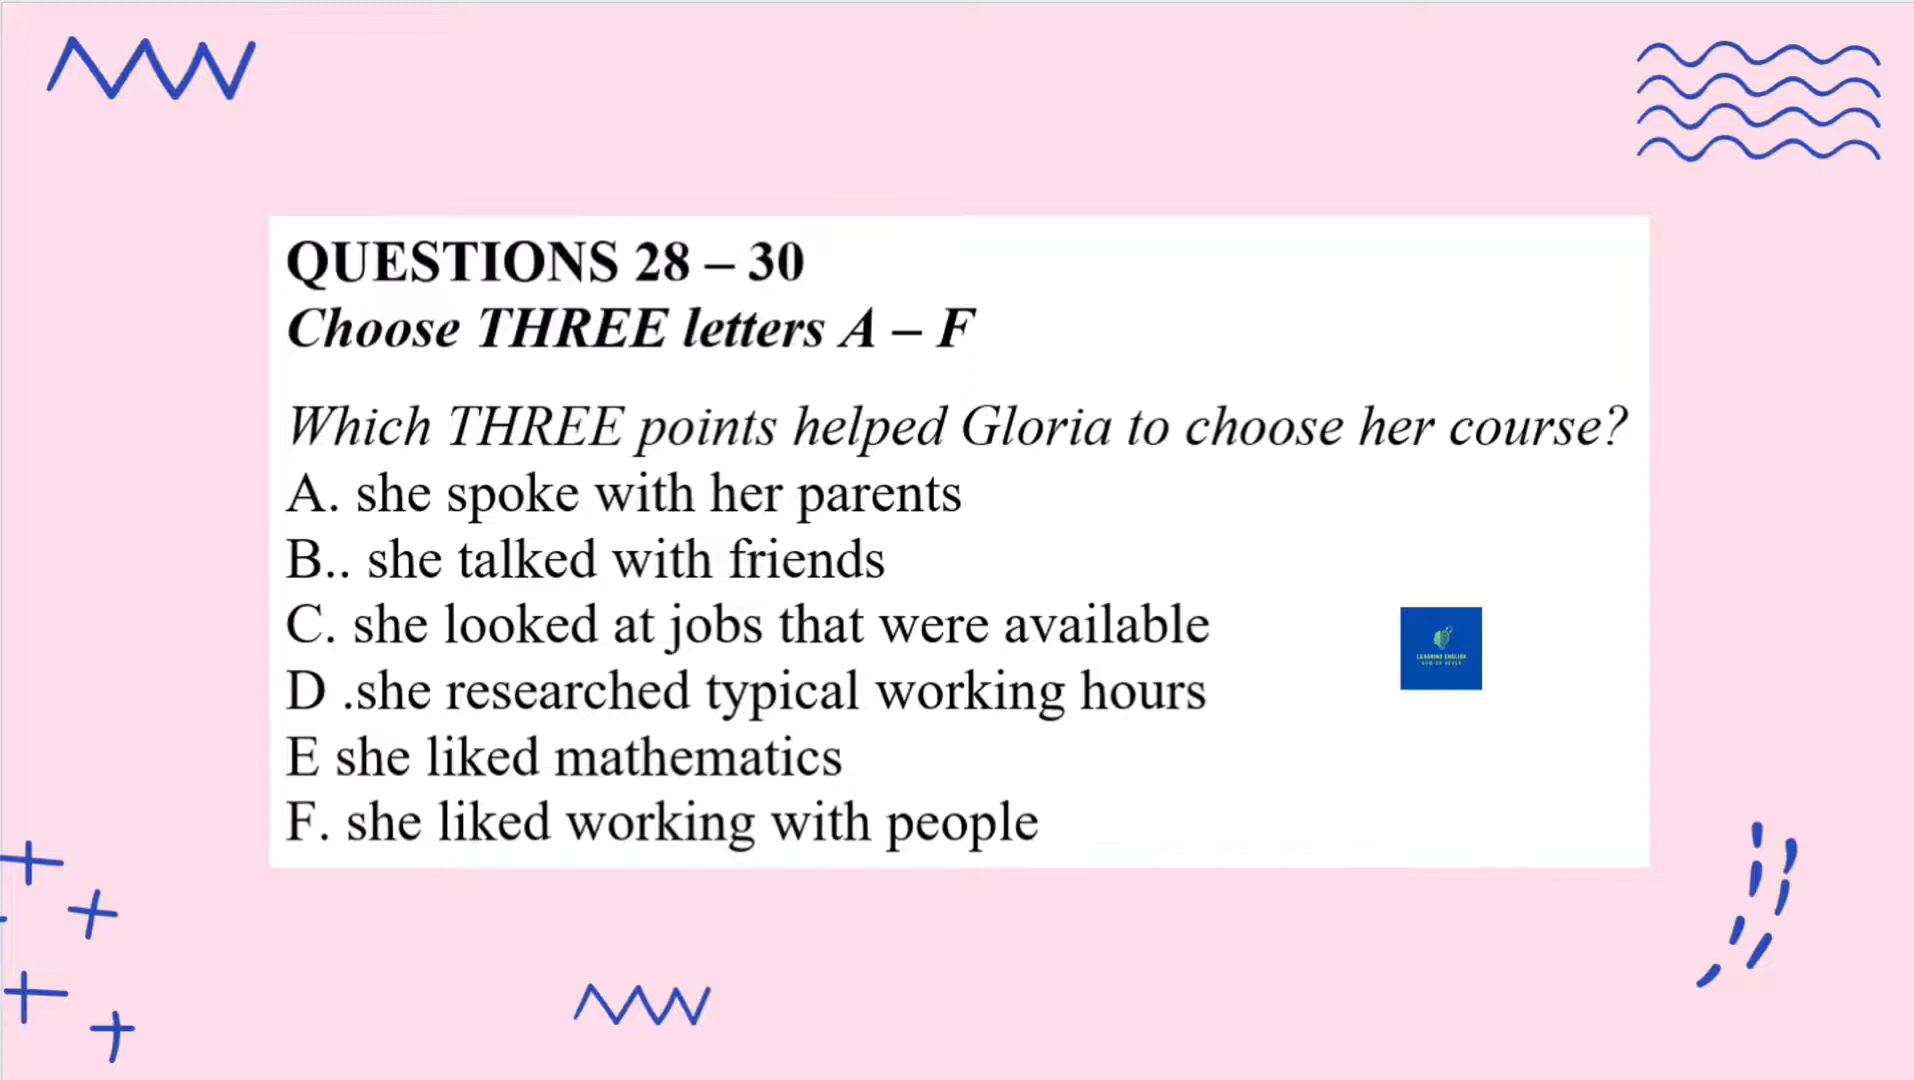 QUESTIONS 28 – 30
Choose THREE letters A – F
Which THREE points helped Gloria to choose her course?
A. she spoke with her parents
B.. she talked with friends
C. she looked at jobs that were available
D .she researched typical working hours
E she liked mathematics
F. she liked working with people
LEARNING ENGLISH